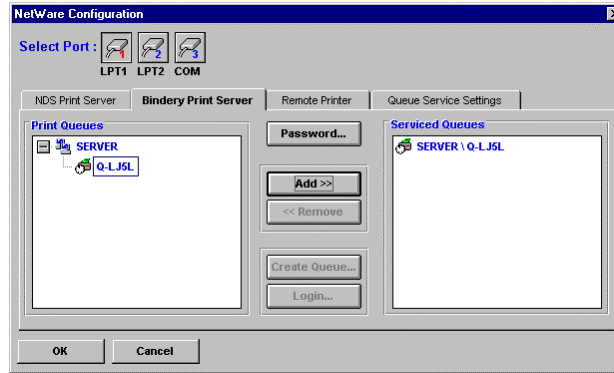 NetWare Configuration
Select Port :
1 2 3
LPT1 LPT2 COM
NDS Print Server Bindery Print Server Remote Printer Queue Service Settings
Print Queues
SERVER
Q-LJ5L
Password...
Add >>
<< Remove
Create Queue...
Login...
Serviced Queues
SERVER \ Q-LJ5L
OK Cancel